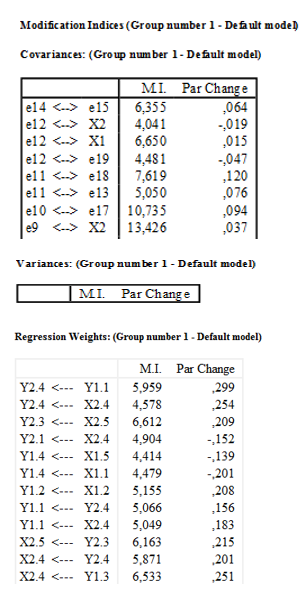 Modification Indices (Group number 1 - Default model)
Covariances: (Group number 1 - Default model)
M.I. Par Change
e14 <--> e15 6,355 ,064
e12 <--> X2 4,041 -,019
e12 <--> X1 6,650 ,015
e12 <--> e19 4,481 -,047
e11 <--> e18 7,619 ,120
e11 <--> e13 5,050 ,076
e10 <--> e17 10,735 ,094
e9 <--> X2 13,426 ,037
Variances: (Group number 1 - Default model)
M.I. Par Change
Regression Weights: (Group number 1 - Default model)
M.I. Par Change
Y2.4 <--- Y1.1 5,959 ,299
Y2.4 <--- X2.4 4,578 ,254
Y2.3 <--- X2.5 6,612 ,209
Y2.1 <--- X2.4 4,904 -,152
Y1.4 <--- X1.5 4,414 -,139
Y1.4 <--- X1.1 4,479 -,201
Y1.2 <--- X1.2 5,155 ,208
Y1.1 <--- Y2.4 5,066 ,156
Y1.1 <--- X2.4 5,049 ,183
X2.5 <--- Y2.3 6,163 ,215
X2.4 <--- Y2.4 5,871 ,201
X2.4 <--- Y1.3 6,533 ,251